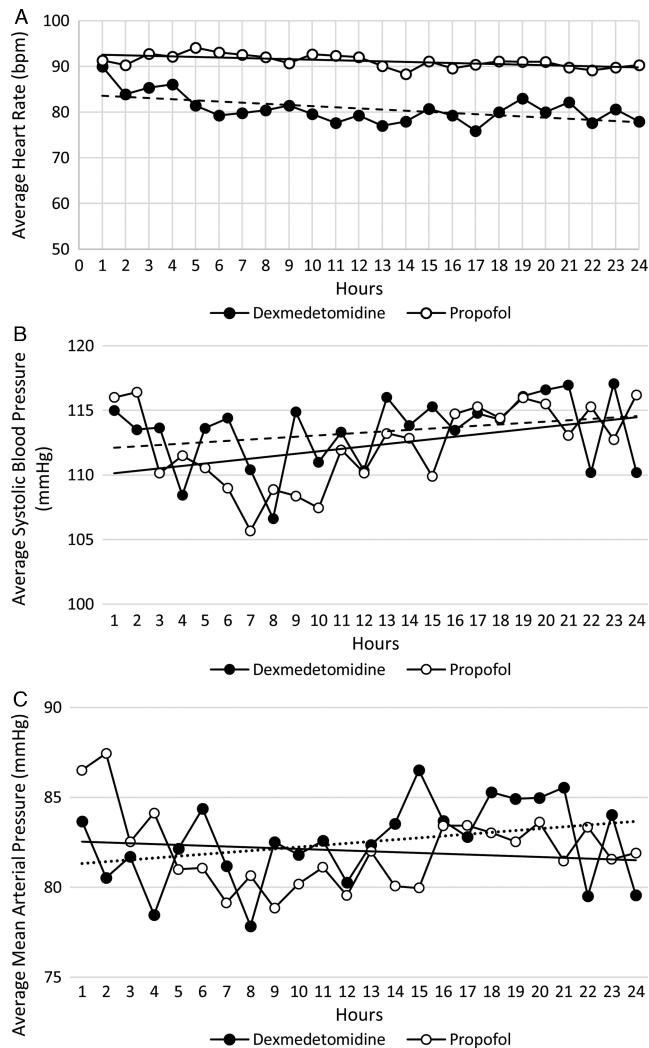 A
Average Heart Rate (bpm)
100
90
80
70
60
50
0 1 2 3 4 5 6 7 8 9 10 11 12 13 14 15 16 17 18 19 20 21 22 23 24
Hours
Dexmedetomidine Propofol
B
Average Systolic Blood Pressure
(mmHg)
120
115
110
105
100
1 2 3 4 5 6 7 8 9 10 11 12 13 14 15 16 17 18 19 20 21 22 23 24
Hours
Dexmedetomidine Propofol
C
Average Mean Arterial Pressure (mmHg)
90
85
80
75
1 2 3 4 5 6 7 8 9 10 11 12 13 14 15 16 17 18 19 20 21 22 23 24
Hours
Dexmedetomidine Propofol